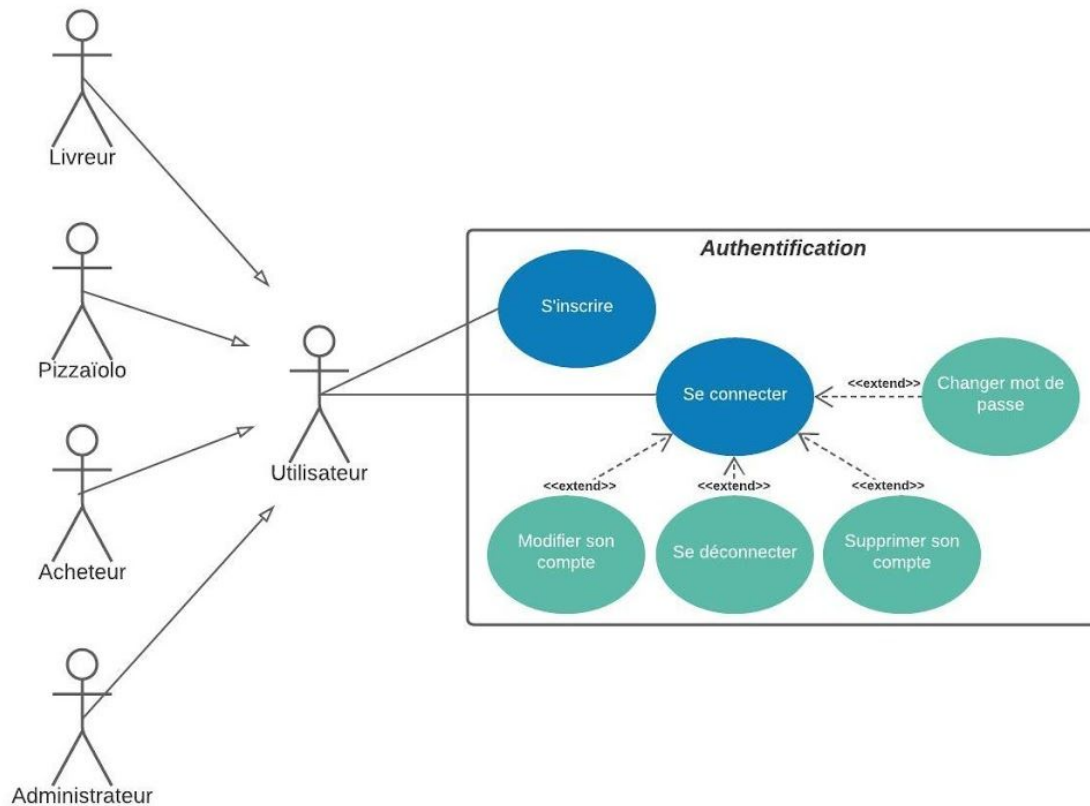 Livreur
Pizzaïolo
Acheteur
Administrateur
Utilisateur
Authentification
S'inscrire
Se connecter
<<extend>>
Changer mot de
passe
<<extend>>
<<extend>>
<<extend>>
Modifier son
compte
Se déconnecter
Supprimer son
compte